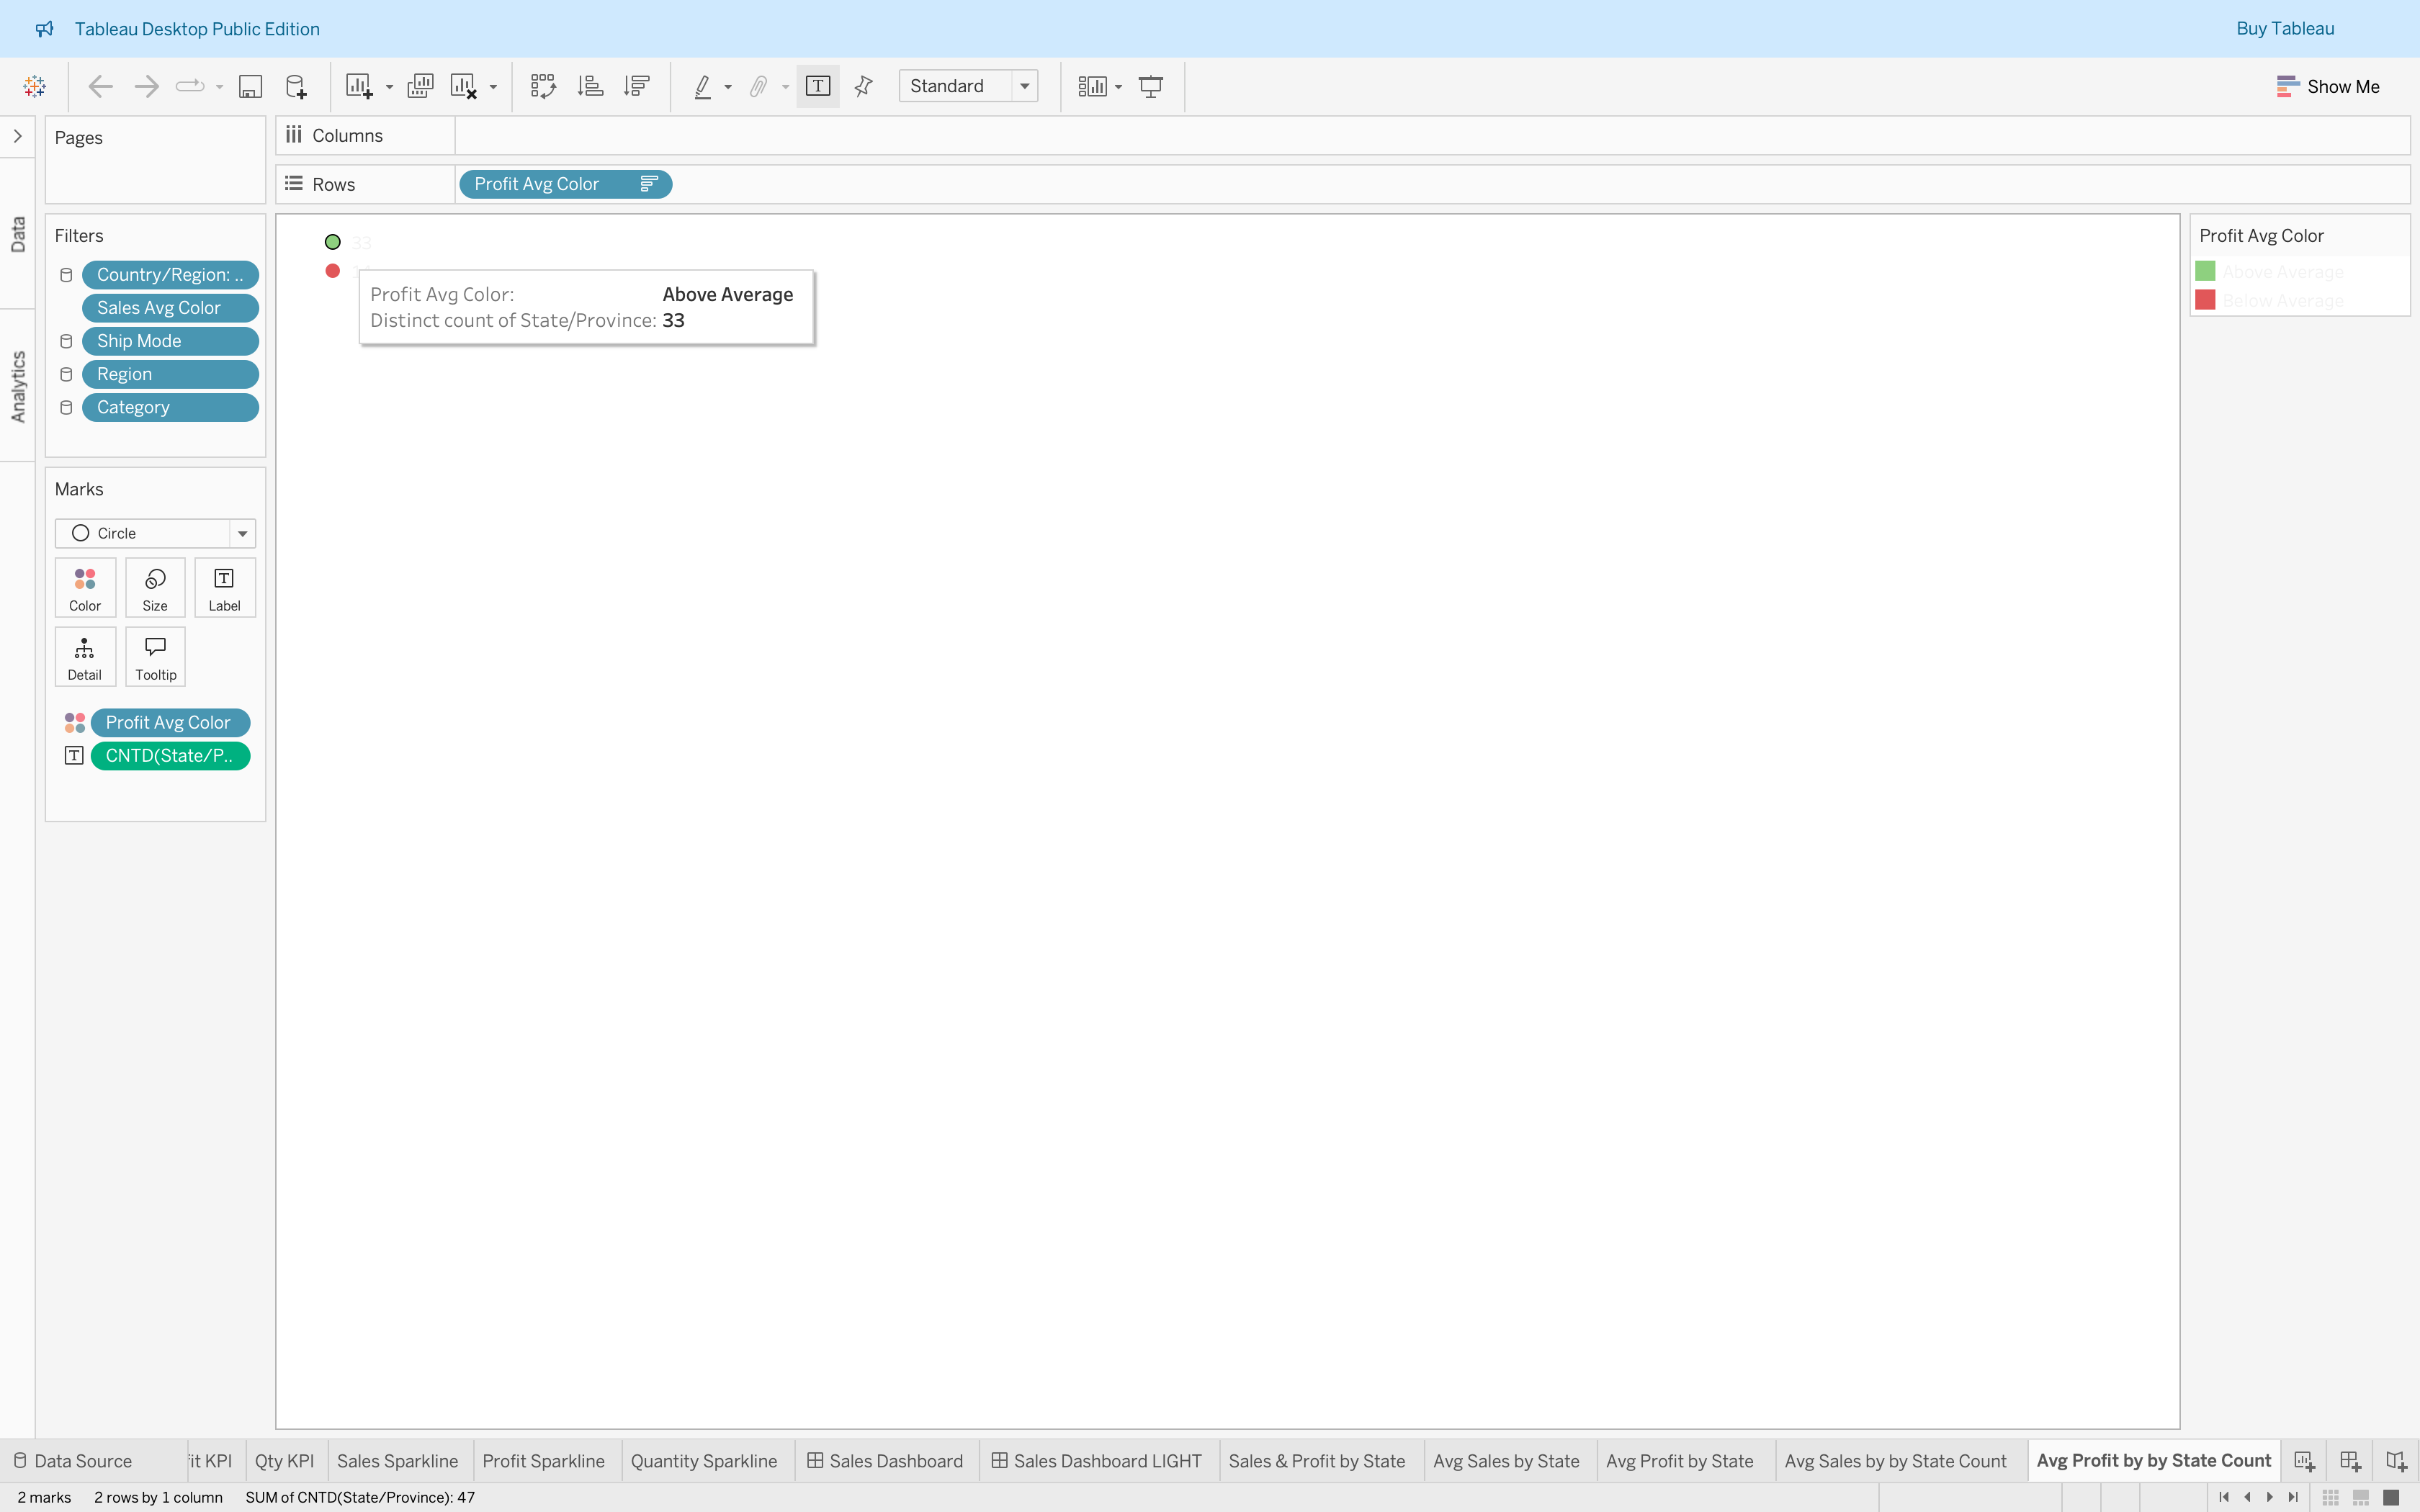 Tableau Desktop Public Edition
Buy Tableau
Standard
Show Me
Pages
Columns
Rows
Profit Avg Color
Data
Analytics
Filters
Country/Region: ..
Sales Avg Color
Ship Mode
Region
Category
Marks
Circle
Color
Size
Label
Detail
Tooltip
Profit Avg Color
CNTD(State/P..
33
Profit Avg Color: Above Average
Distinct count of State/Province: 33
Profit Avg Color
Above Average
Below Average
Data Source
fit KPI
Qty KPI
Sales Sparkline
Profit Sparkline
Quantity Sparkline
Sales Dashboard
Sales Dashboard LIGHT
Sales & Profit by State
Avg Sales by State
Avg Profit by State
Avg Sales by by State Count
Avg Profit by by State Count
2 marks
2 rows by 1 column
SUM of CNTD(State/Province): 47